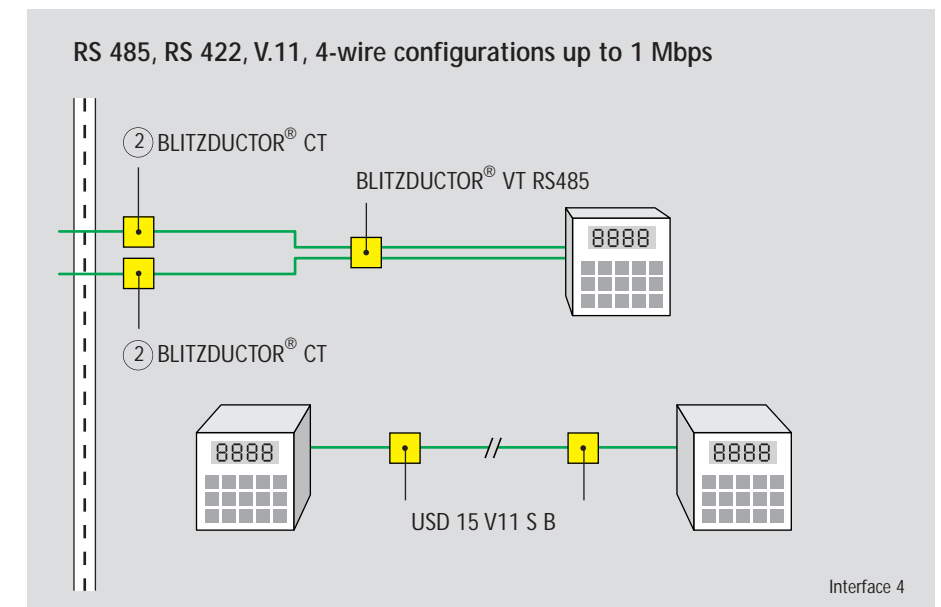 RS 485, RS 422, V.11, 4-wire configurations up to 1 Mbps
2 BLITZDUCTOR® CT
BLITZDUCTOR® VT RS485
8888
2 BLITZDUCTOR® CT
8888
8888
USD 15 V11 S B
Interface 4